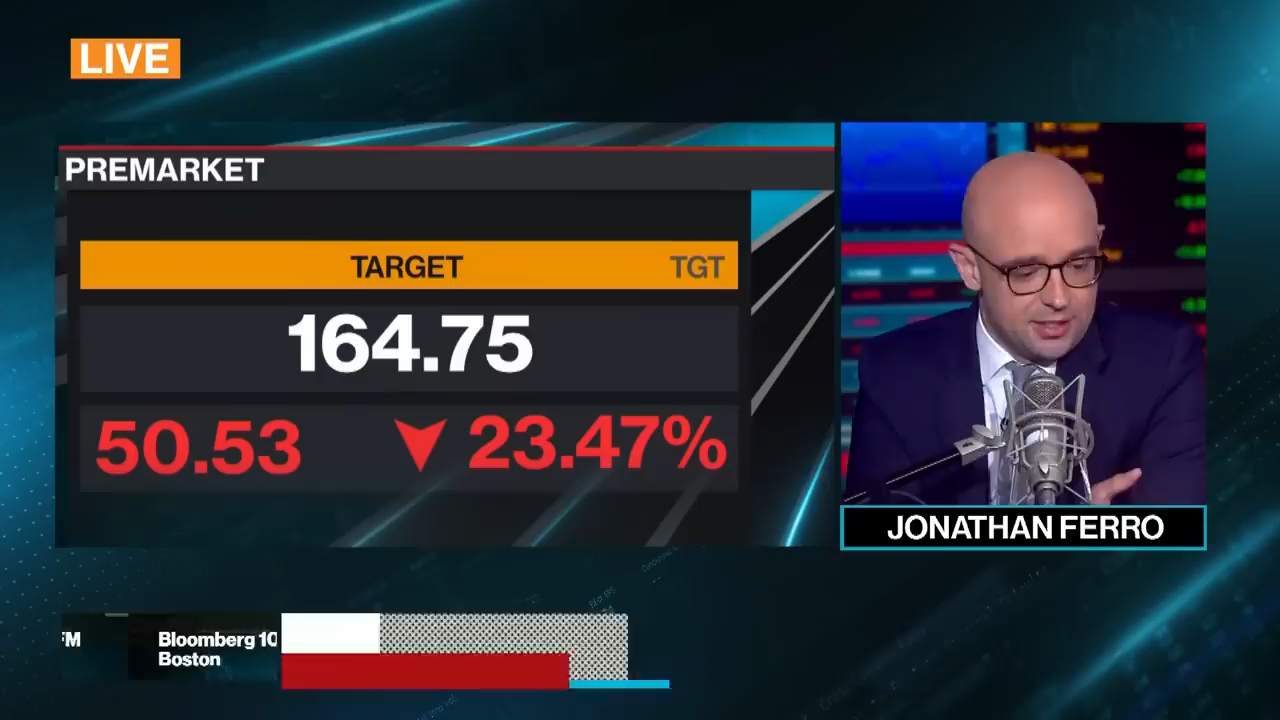 LIVE
PREMARKET
TARGET TGT
164.75
50.53 23.47%
JONATHAN FERRO
FM
Bloomberg 10
Boston